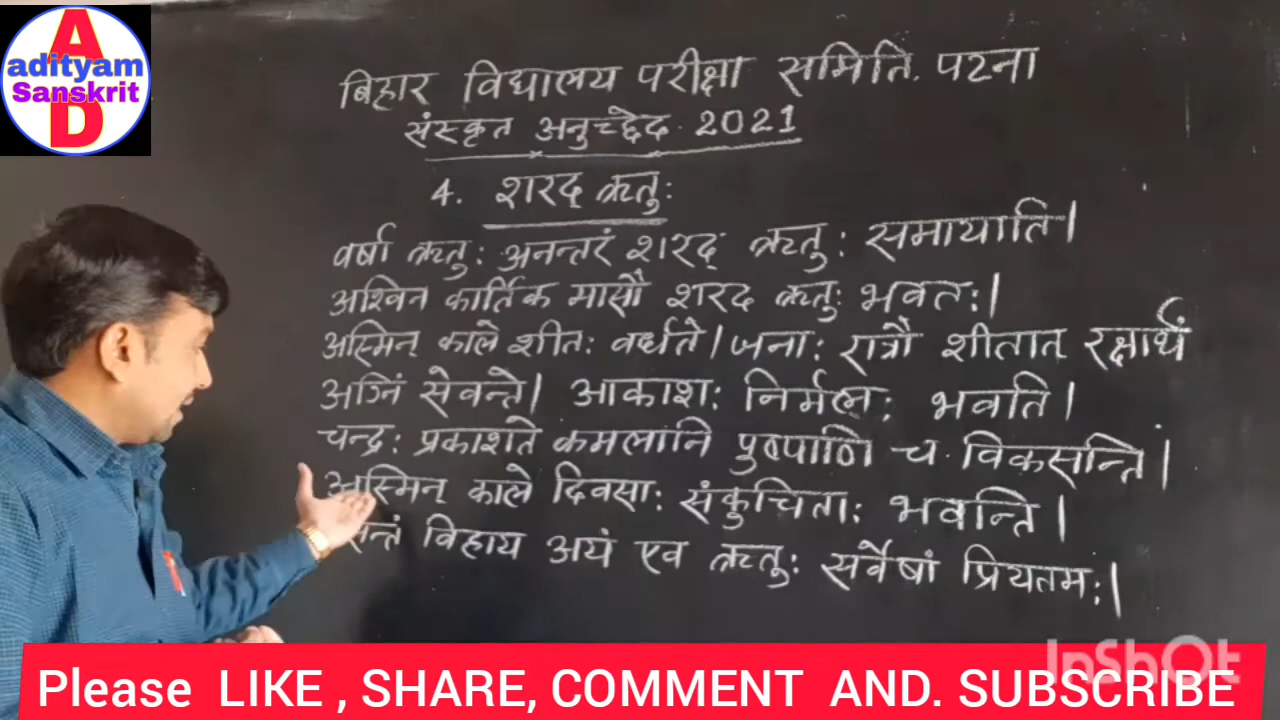 A
adityam
Sanskrit
D
बिहार विद्यालय परीक्षा समिति. पटना
संस्कृत अनुच्छेद. 2021
4. शरद् ऋतुः
वर्षा ऋतुः अनन्तरं शरद् ऋतुः समायाति।
अश्विन कार्तिक मासौ शरद ऋतुः भवतः।
अस्मिन् काले शीतः वर्धते। जनाः रात्रौ शीतात् रक्षार्थं
अग्निं सेवन्ते। आकाशः निर्मलः भवति।
चन्द्रः प्रकाशते कमलानि पुष्पाणि च. विकसन्ति।
अस्मिन् काले दिवसाः संकुचिताः भवन्ति।
विहाय अयं एव ऋतुः सर्वेषां प्रियतमः।
InShOt
Please LIKE , SHARE, COMMENT AND. SUBSCRIBE